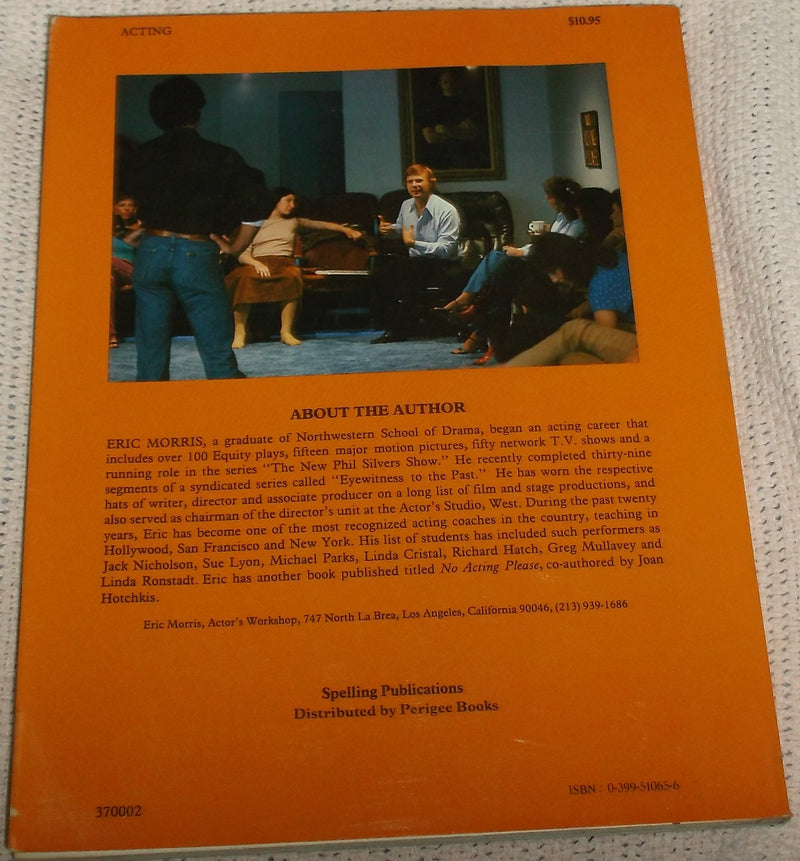 ACTING
$10.95
ABOUT THE AUTHOR
ERIC MORRIS, a graduate of Northwestern School of Drama, began an acting career that
includes over 100 Equity plays, fifteen major motion pictures, fifty network T.V. shows and a
running role in the series "The New Phil Silvers Show." He recently completed thirty-nine
segments of a syndicated series called "Eyewitness to the Past." He has worn the respective
hats of writer, director and associate producer on a long list of film and stage productions, and
also served as chairman of the director's unit at the Actor's Studio, West. During the past twenty
years, Eric has become one of the most recognized acting coaches in the country, teaching in
Hollywood, San Francisco and New York. His list of students has included such performers as
Jack Nicholson, Sue Lyon, Michael Parks, Linda Cristal, Richard Hatch, Greg Mullavey and
Linda Ronstadt. Eric has another book published titled No Acting Please, co-authored by Joan
Hotchkis.
Eric Morris, Actor's Workshop, 747 North La Brea, Los Angeles, California 90046, (213) 939-1686
Spelling Publications
Distributed by Perigee Books
ISBN : 0-399-51065-6
370002